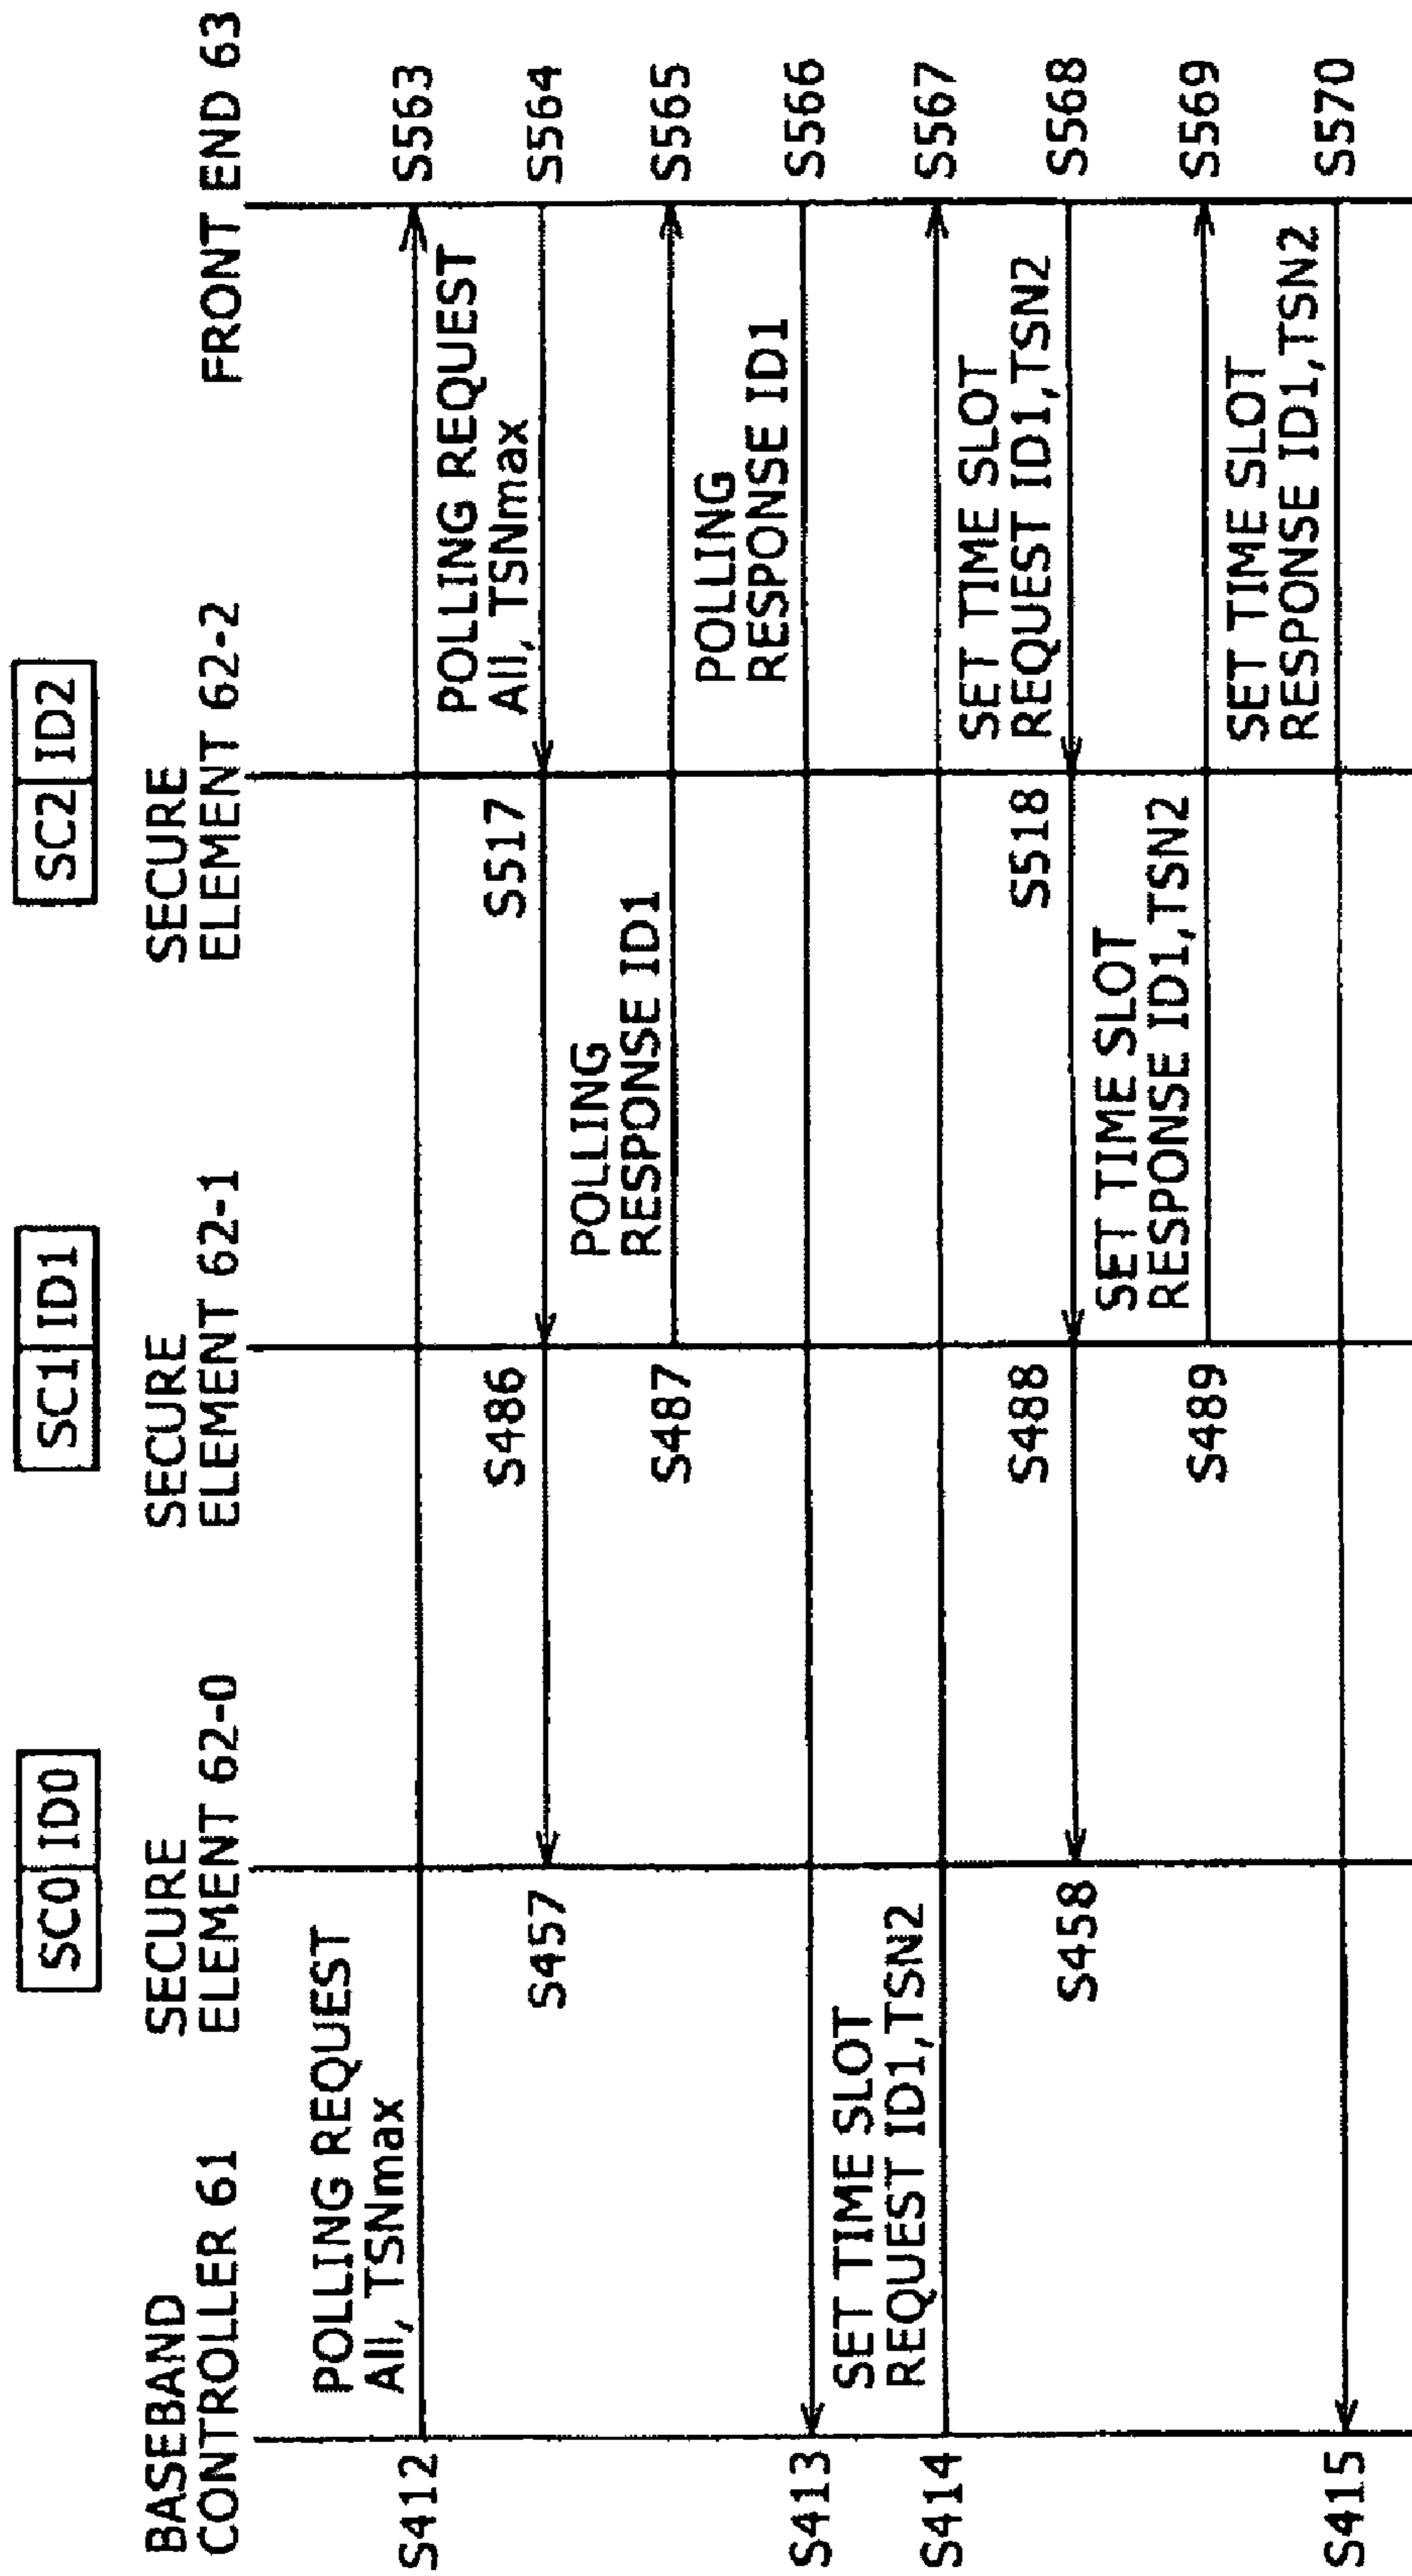 SC0 ID0
SC1 ID1
SC2 ID2
BASEBAND
CONTROLLER 61
SECURE
ELEMENT 62-0
SECURE
ELEMENT 62-1
SECURE
ELEMENT 62-2
FRONT END 63
POLLING REQUEST
All, TSNmax
S412
S563
POLLING REQUEST
All, TSNmax
S457
S486
S517
S564
POLLING
RESPONSE ID1
S487
S565
POLLING
RESPONSE ID1
S413
S566
SET TIME SLOT
REQUEST ID1,TSN2
S414
S567
SET TIME SLOT
REQUEST ID1,TSN2
S458
S488
S518
S568
SET TIME SLOT
RESPONSE ID1,TSN2
S489
S569
SET TIME SLOT
RESPONSE ID1,TSN2
S415
S570